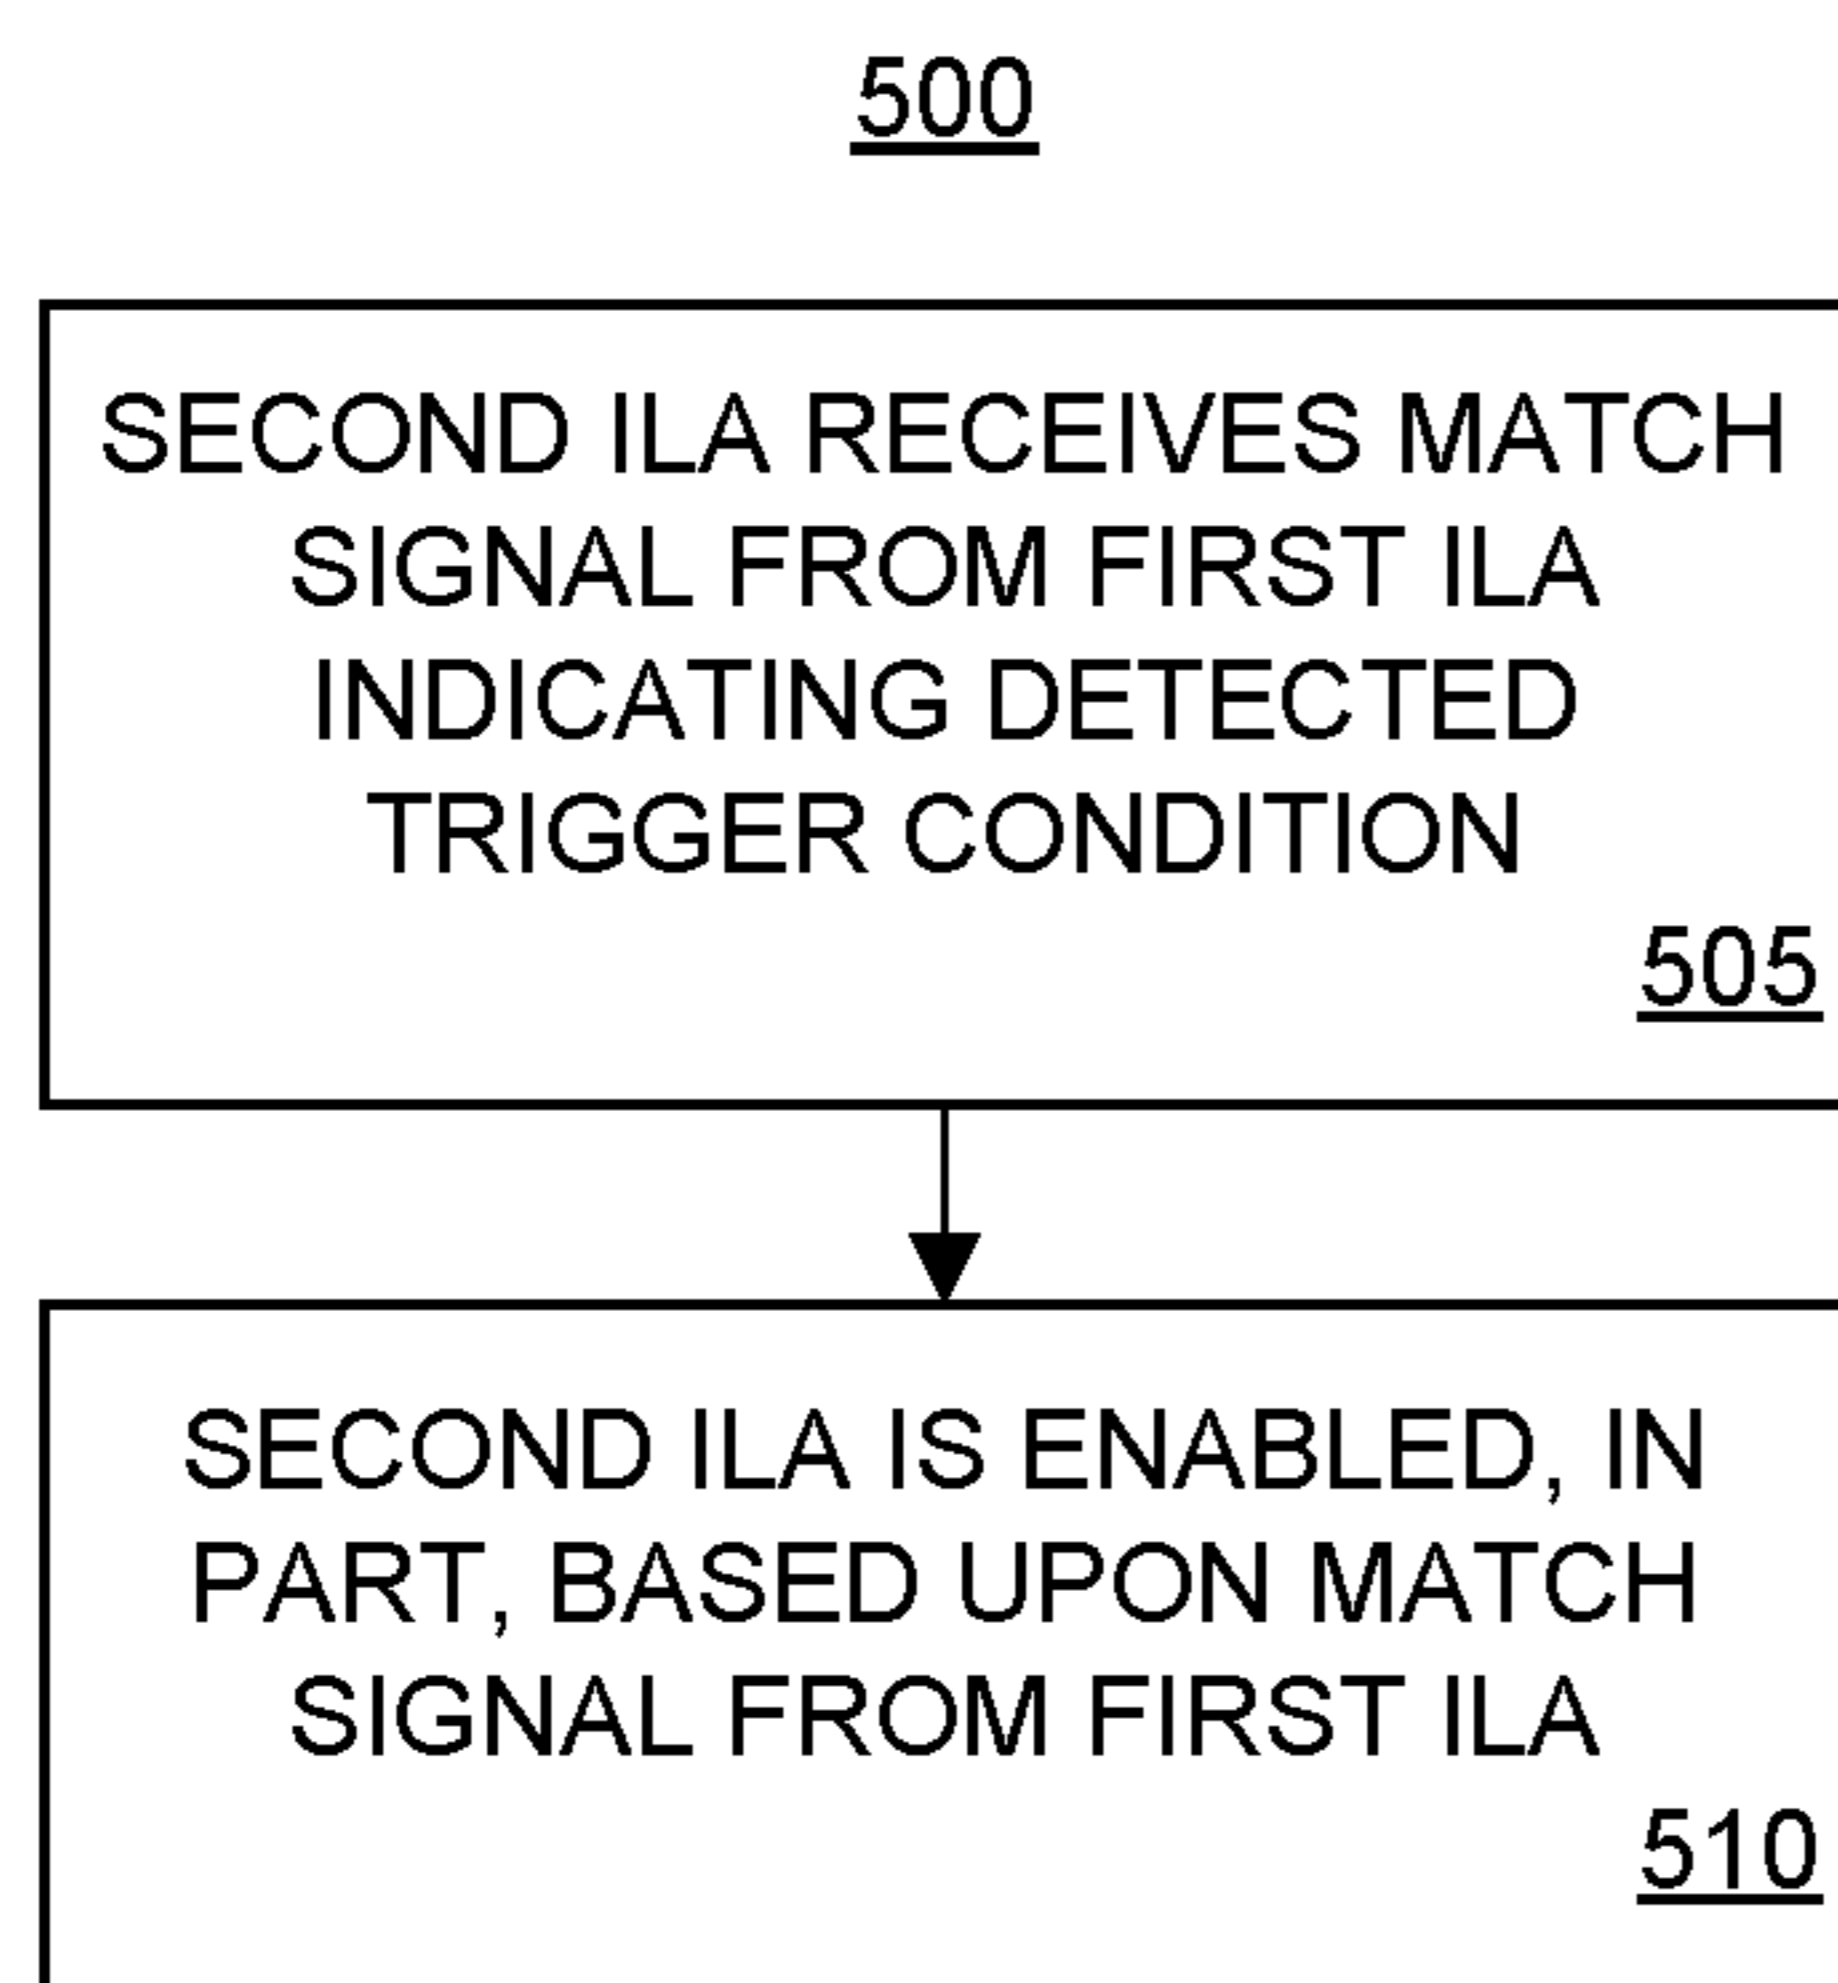 500
SECOND ILA RECEIVES MATCH
SIGNAL FROM FIRST ILA
INDICATING DETECTED
TRIGGER CONDITION
505
SECOND ILA IS ENABLED, IN
PART, BASED UPON MATCH
SIGNAL FROM FIRST ILA
510